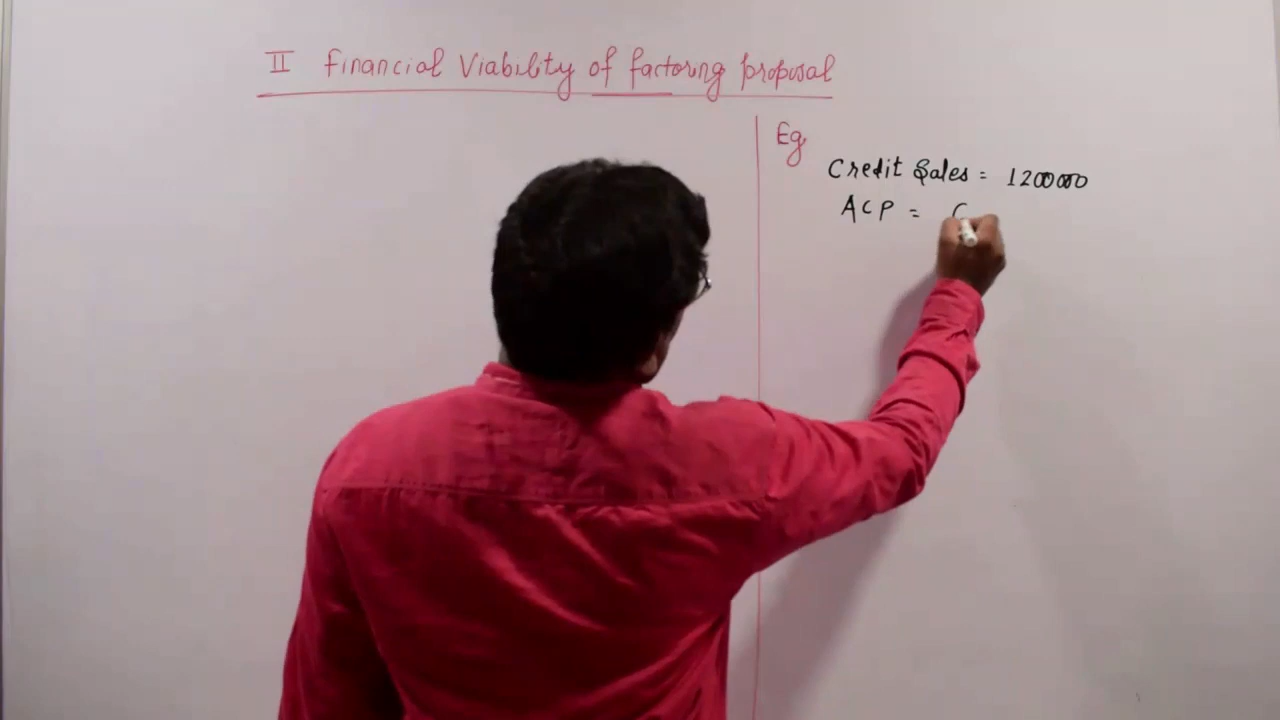 II Financial Viability of factoring proposal
Eg
Credit Sales = 1200000
ACP =